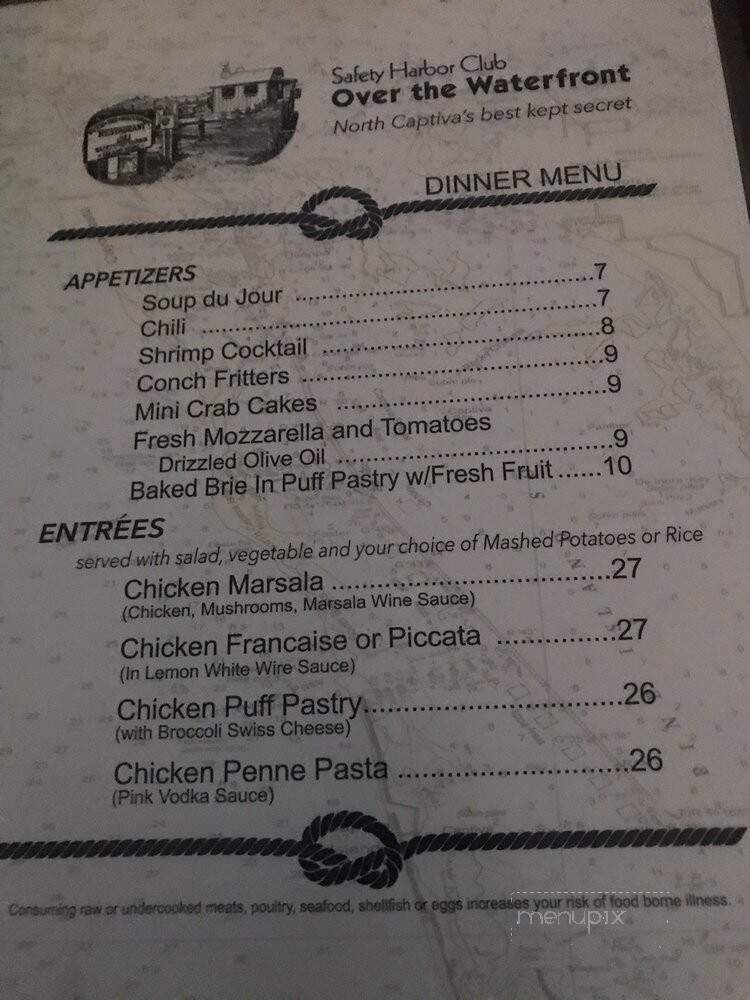 Safety Harbor Club
Over the Waterfront
North Captiva's best kept secret
RESTAURANT
DINNER MENU
APPETIZERS
Soup du Jour ........................................7
Chili ........................................................7
Shrimp Cocktail ......................................8
Conch Fritters ........................................9
Mini Crab Cakes ....................................9
Fresh Mozzarella and Tomatoes
Drizzled Olive Oil ....................................9
Baked Brie In Puff Pastry w/Fresh Fruit......10
ENTRÉES
served with salad, vegetable and your choice of Mashed Potatoes or Rice
Chicken Marsala ...................................27
(Chicken, Mushrooms, Marsala Wine Sauce)
Chicken Francaise or Piccata ...............27
(In Lemon White Wire Sauce)
Chicken Puff Pastry................................26
(with Broccoli Swiss Cheese)
Chicken Penne Pasta ............................26
(Pink Vodka Sauce)
Consuming raw or undercooked meats, poultry, seafood, shellfish or eggs increases your risk of food borne illness.
menupix